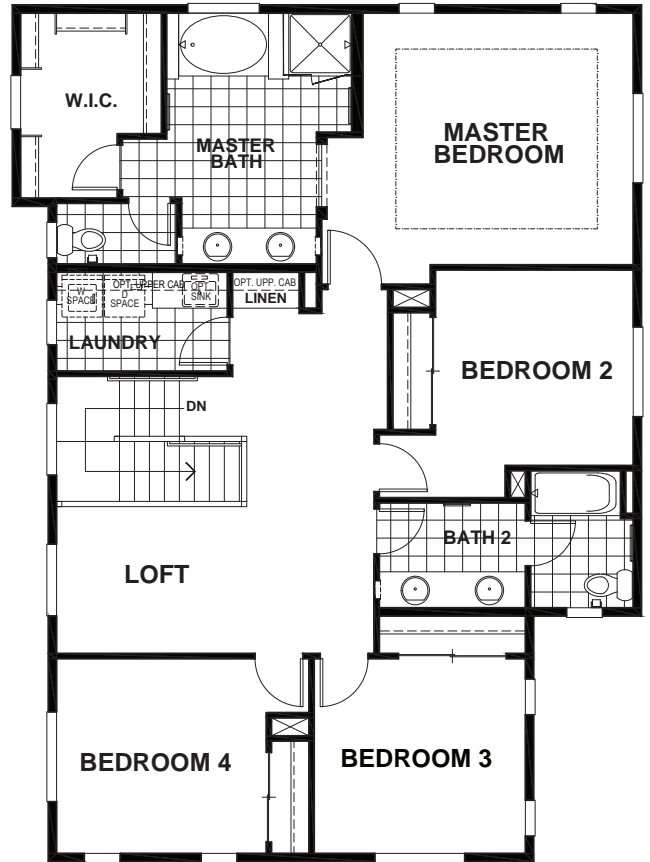 W.I.C.
MASTER
BATH
MASTER
BEDROOM
OPT. UPPER CAB
W
SPACE
D
SPACE
OPT
SINK
OPT. UPP. CAB
LINEN
LAUNDRY
BEDROOM 2
DN
BATH 2
LOFT
BEDROOM 4
BEDROOM 3